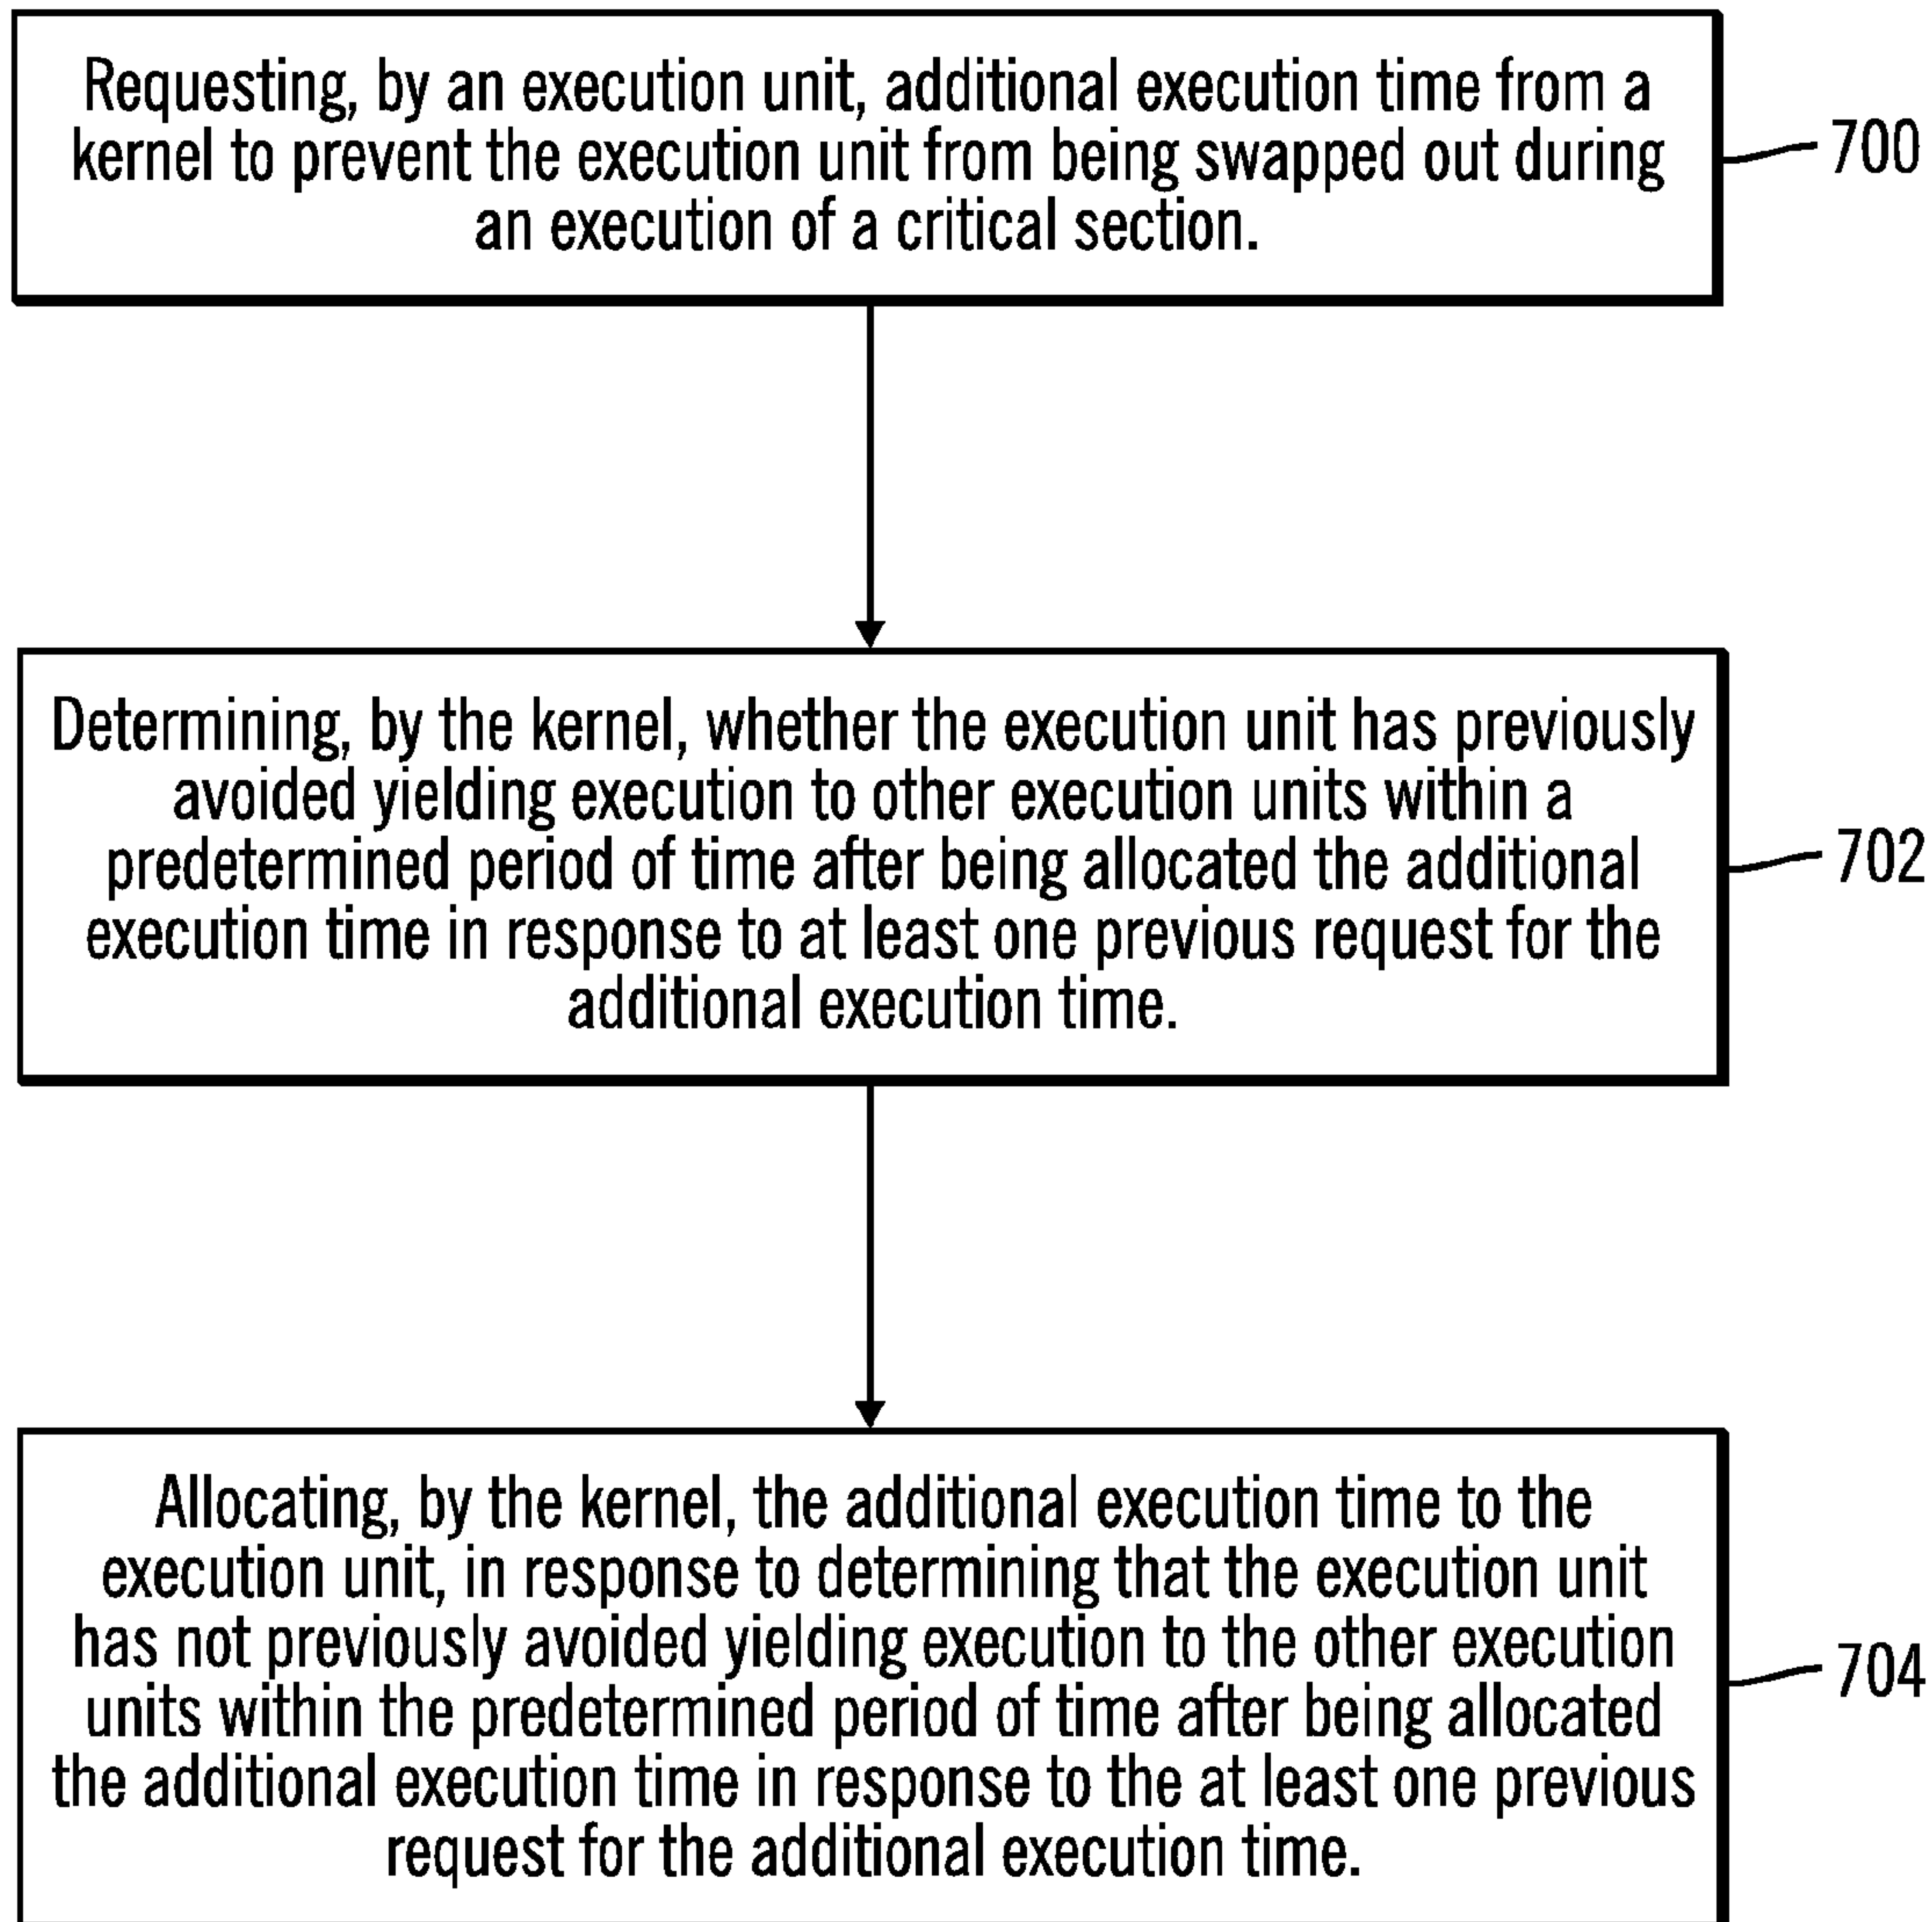 Requesting, by an execution unit, additional execution time from a
kernel to prevent the execution unit from being swapped out during
an execution of a critical section.
700
Determining, by the kernel, whether the execution unit has previously
avoided yielding execution to other execution units within a
predetermined period of time after being allocated the additional
execution time in response to at least one previous request for the
additional execution time.
702
Allocating, by the kernel, the additional execution time to the
execution unit, in response to determining that the execution unit
has not previously avoided yielding execution to the other execution
units within the predetermined period of time after being allocated
the additional execution time in response to the at least one previous
request for the additional execution time.
704